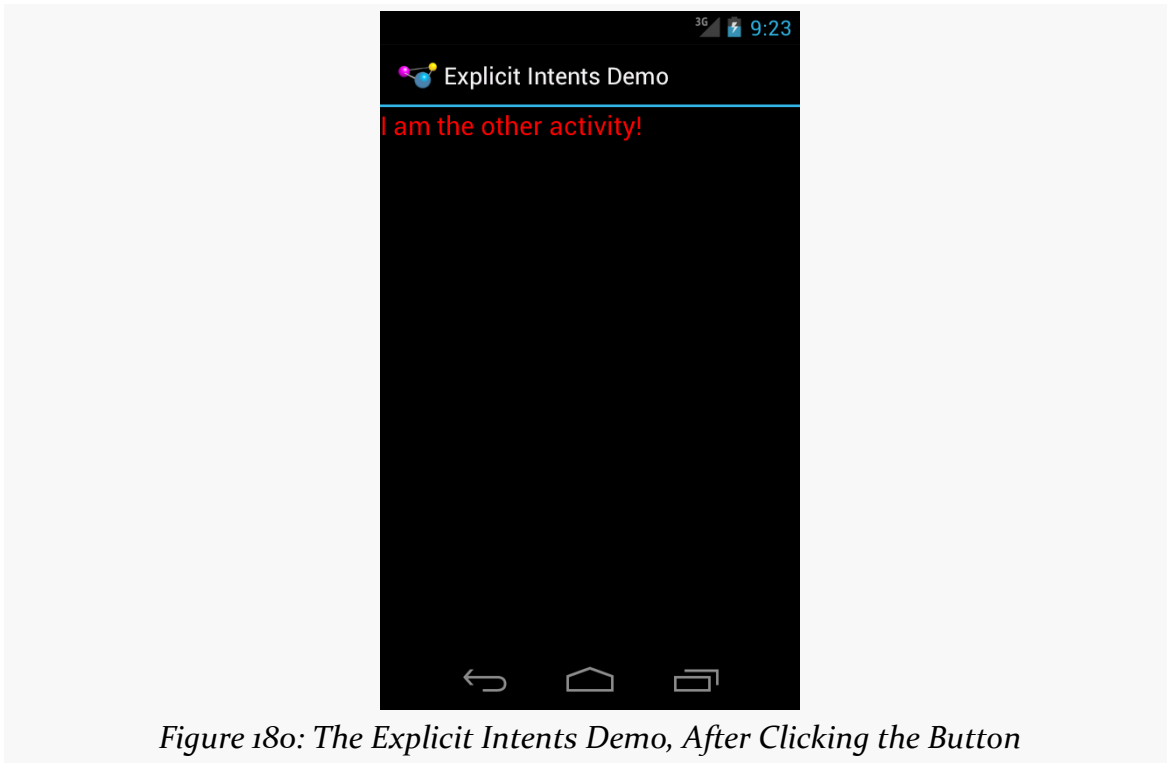 3G 9:23
Explicit Intents Demo
I am the other activity!
Figure 180: The Explicit Intents Demo, After Clicking the Button